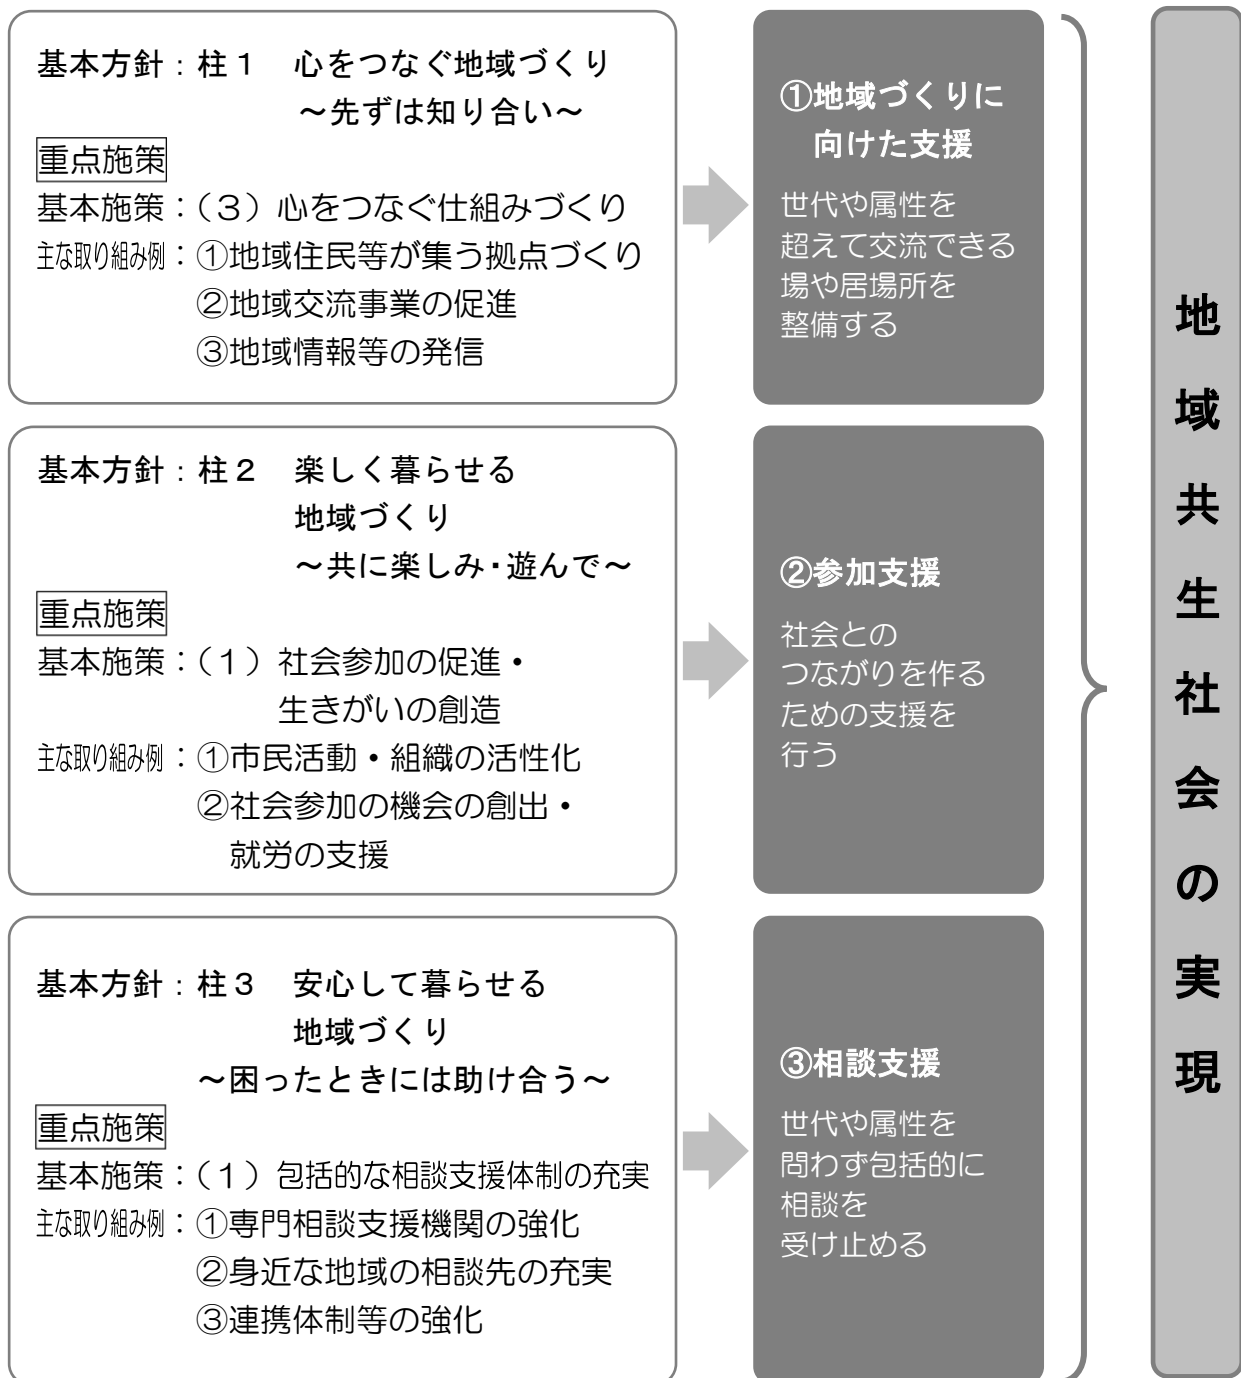 基本方針：柱１　心をつなぐ地域づくり
～先ずは知り合い～
重点施策
基本施策：（３）心をつなぐ仕組みづくり
主な取り組み例：①地域住民等が集う拠点づくり
②地域交流事業の促進
③地域情報等の発信
①地域づくりに
向けた支援
世代や属性を
超えて交流できる
場や居場所を
整備する
基本方針：柱２　楽しく暮らせる
地域づくり
～共に楽しみ・遊んで～
重点施策
基本施策：（１）社会参加の促進・
生きがいの創造
主な取り組み例：①市民活動・組織の活性化
②社会参加の機会の創出・
就労の支援
②参加支援
社会との
つながりを作る
ための支援を
行う
基本方針：柱３　安心して暮らせる
地域づくり
～困ったときには助け合う～
重点施策
基本施策：（１）包括的な相談支援体制の充実
主な取り組み例：①専門相談支援機関の強化
②身近な地域の相談先の充実
③連携体制等の強化
③相談支援
世代や属性を
問わず包括的に
相談を
受け止める
地域共生社会の実現